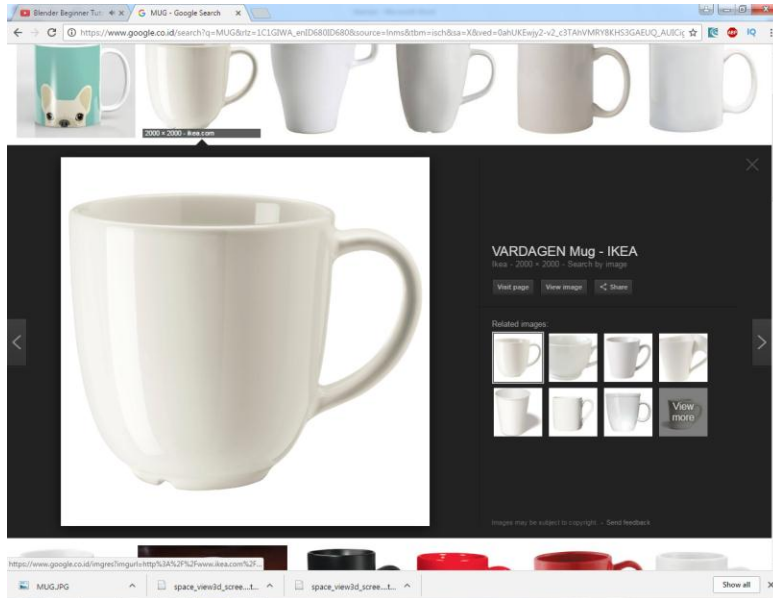 Blender Beginner Tut
MUG - Google Search
https://www.google.co.id/search?q=MUG&rlz=1C1GIWA_enID680ID680&source=lnms&tbm=isch&sa=X&ved=
IQ
2000 × 2000 - ikea.com
VARDAGEN Mug - IKEA
Ikea - 2000 × 2000 - Search by image
Visit page
View image
Share
Related images:
View
more
Images may be subject to copyright. - Send feedback
https://www.google.co.id/imgres?imgurl=http%3A%2F%2Fwww.ikea.com%2F...
MUG.JPG
space_view3d_scree....t...
space_view3d_scree....t...
Show all